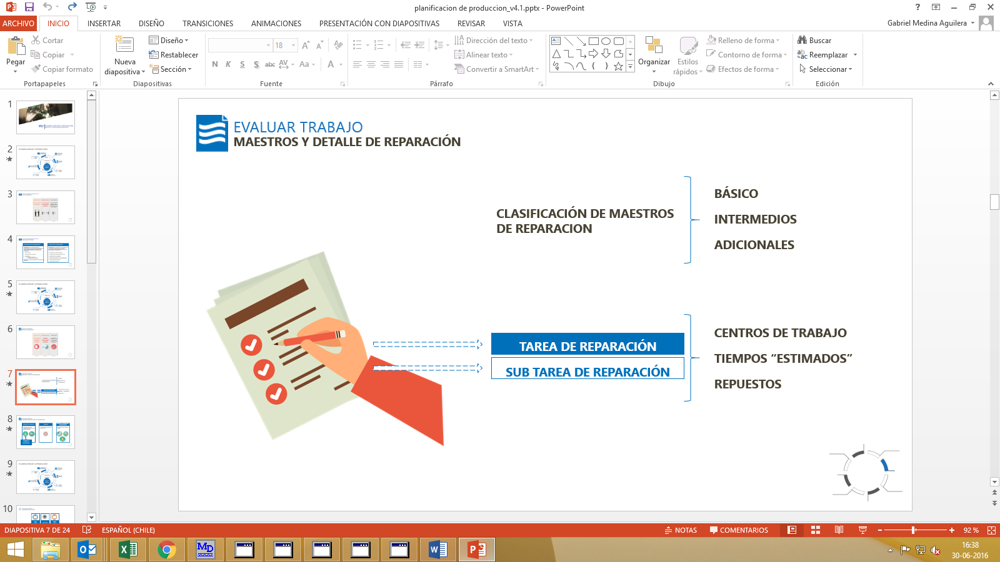 planificacion de produccion_v4.1.pptx - PowerPoint
ARCHIVO INICIO INSERTAR DISEÑO TRANSICIONES ANIMACIONES PRESENTACIÓN CON DIAPOSITIVAS REVISAR VISTA
Gabriel Medina Aguilera
Pegar
Cortar
Copiar
Copiar formato
Portapapeles
Nueva diapositiva
Diseño
Restablecer
Sección
Diapositivas
18
N K S S abc AV Aa A
Fuente
Dirección del texto
Alinear texto
Convertir a SmartArt
Párrafo
Organizar
Estilos rápidos
Relleno de forma
Contorno de forma
Efectos de forma
Dibujo
Buscar
Reemplazar
Seleccionar
Edición
1
2
3
4
5
6
7
8
9
10
EVALUAR TRABAJO
MAESTROS Y DETALLE DE REPARACIÓN
CLASIFICACIÓN DE MAESTROS
DE REPARACION
BÁSICO
INTERMEDIOS
ADICIONALES
TAREA DE REPARACIÓN
SUB TAREA DE REPARACIÓN
CENTROS DE TRABAJO
TIEMPOS “ESTIMADOS”
REPUESTOS
DIAPOSITIVA 7 DE 24 ESPAÑOL (CHILE) NOTAS COMENTARIOS 92 %
16:38
30-06-2016